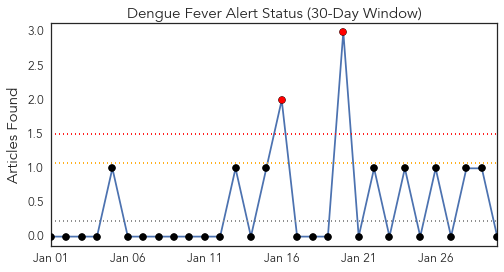 Dengue Fever Alert Status (30-Day Window)
Articles Found
3.0
2.5
2.0
1.5
1.0
0.5
0.0
Jan 01 Jan 06 Jan 11 Jan 16 Jan 21 Jan 26